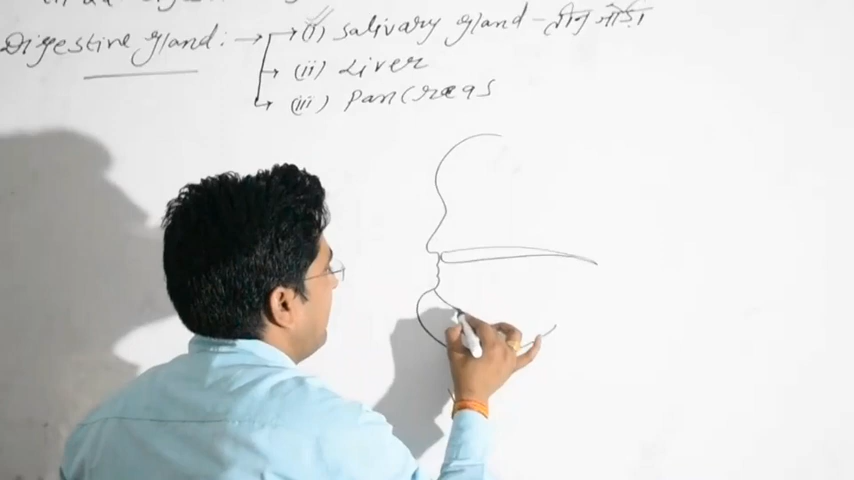 Digestive gland: → (i) salivary gland - तीन जोड़ा
(ii) Liver
(iii) Pancreas